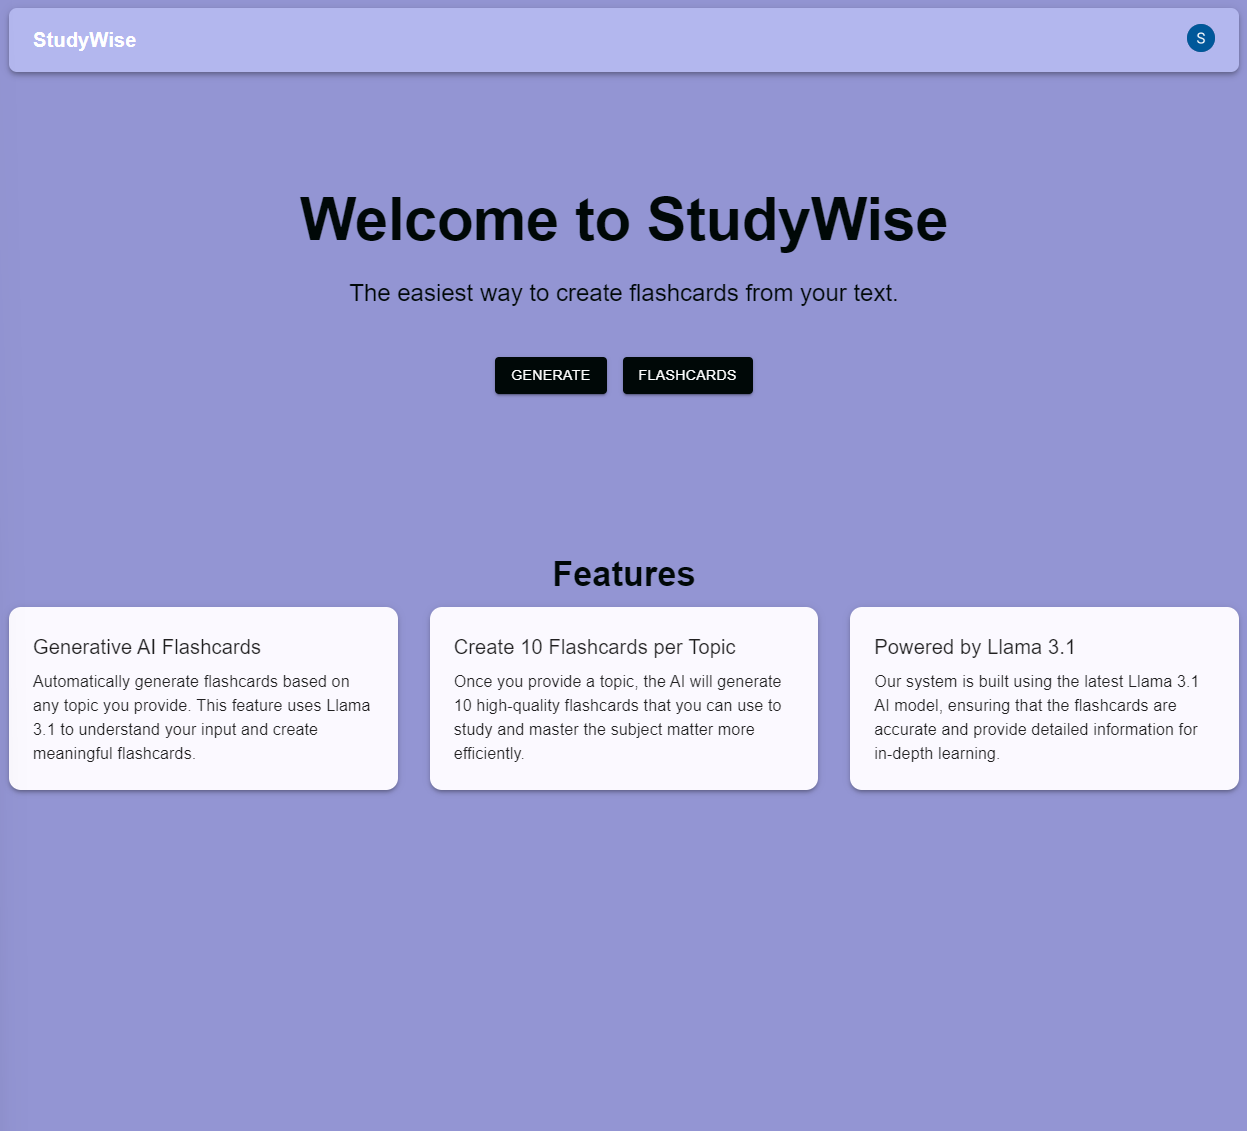 StudyWise
S
Welcome to StudyWise
The easiest way to create flashcards from your text.
GENERATE
FLASHCARDS
Features
Generative AI Flashcards
Automatically generate flashcards based on
any topic you provide. This feature uses Llama
3.1 to understand your input and create
meaningful flashcards.
Create 10 Flashcards per Topic
Once you provide a topic, the AI will generate
10 high-quality flashcards that you can use to
study and master the subject matter more
efficiently.
Powered by Llama 3.1
Our system is built using the latest Llama 3.1
AI model, ensuring that the flashcards are
accurate and provide detailed information for
in-depth learning.